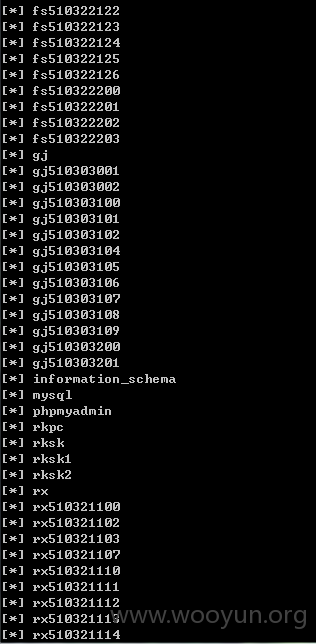 [*] fs510322122
[*] fs510322123
[*] fs510322124
[*] fs510322125
[*] fs510322126
[*] fs510322200
[*] fs510322201
[*] fs510322202
[*] fs510322203
[*] gj
[*] gj510303001
[*] gj510303002
[*] gj510303100
[*] gj510303101
[*] gj510303102
[*] gj510303104
[*] gj510303105
[*] gj510303106
[*] gj510303107
[*] gj510303108
[*] gj510303109
[*] gj510303200
[*] gj510303201
[*] information_schema
[*] mysql
[*] phpmyadmin
[*] rkpc
[*] rksk
[*] rksk1
[*] rksk2
[*] rx
[*] rx510321100
[*] rx510321102
[*] rx510321103
[*] rx510321107
[*] rx510321110
[*] rx510321111
[*] rx510321112
[*] rx510321113
[*] rx510321114
www.wooyun.org